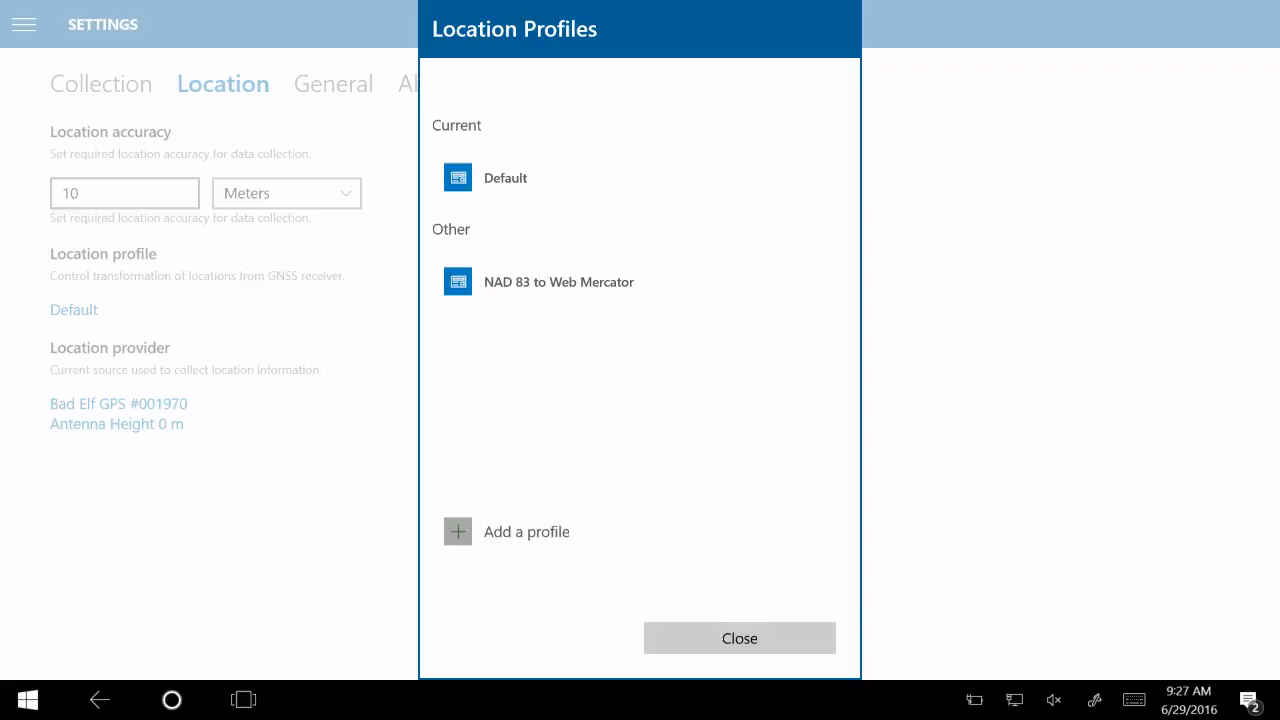 SETTINGS
Collection Location General Ab
Location accuracy
Set required location accuracy for data collection.
10
Meters
Set required location accuracy for data collection.
Location profile
Control transformation of locations from GNSS receiver.
Default
Location provider
Current source used to collect location information.
Bad Elf GPS #001970
Antenna Height 0 m
Location Profiles
Current
Default
Other
NAD 83 to Web Mercator
Add a profile
Close
9:27 AM
6/29/2016
2